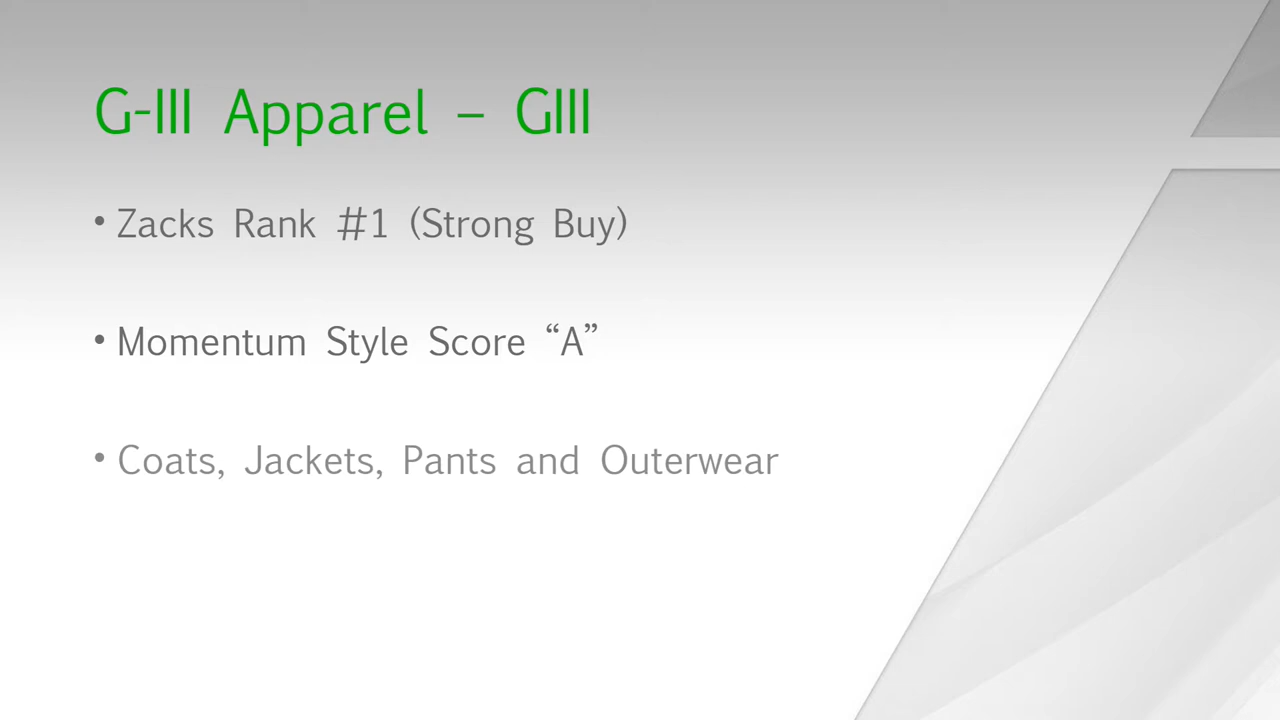 G-III Apparel – GIII
• Zacks Rank #1 (Strong Buy)
• Momentum Style Score “A”
• Coats, Jackets, Pants and Outerwear